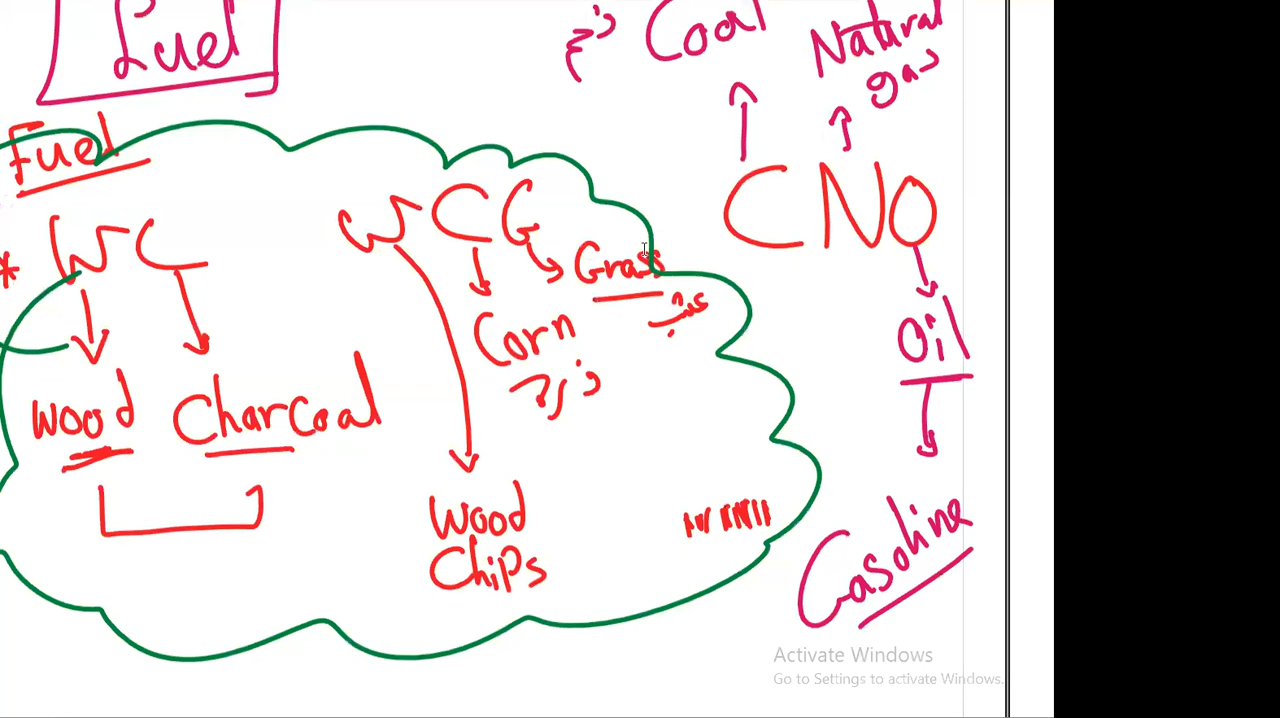 Fuel
Coal
Natural
gas
Fuel
CNO
* WC
WCG
Grass
عشب
Corn
ذرة
Oil
Wood
Charcoal
Wood
Chips
Gasoline
Activate Windows
Go to Settings to activate Windows.